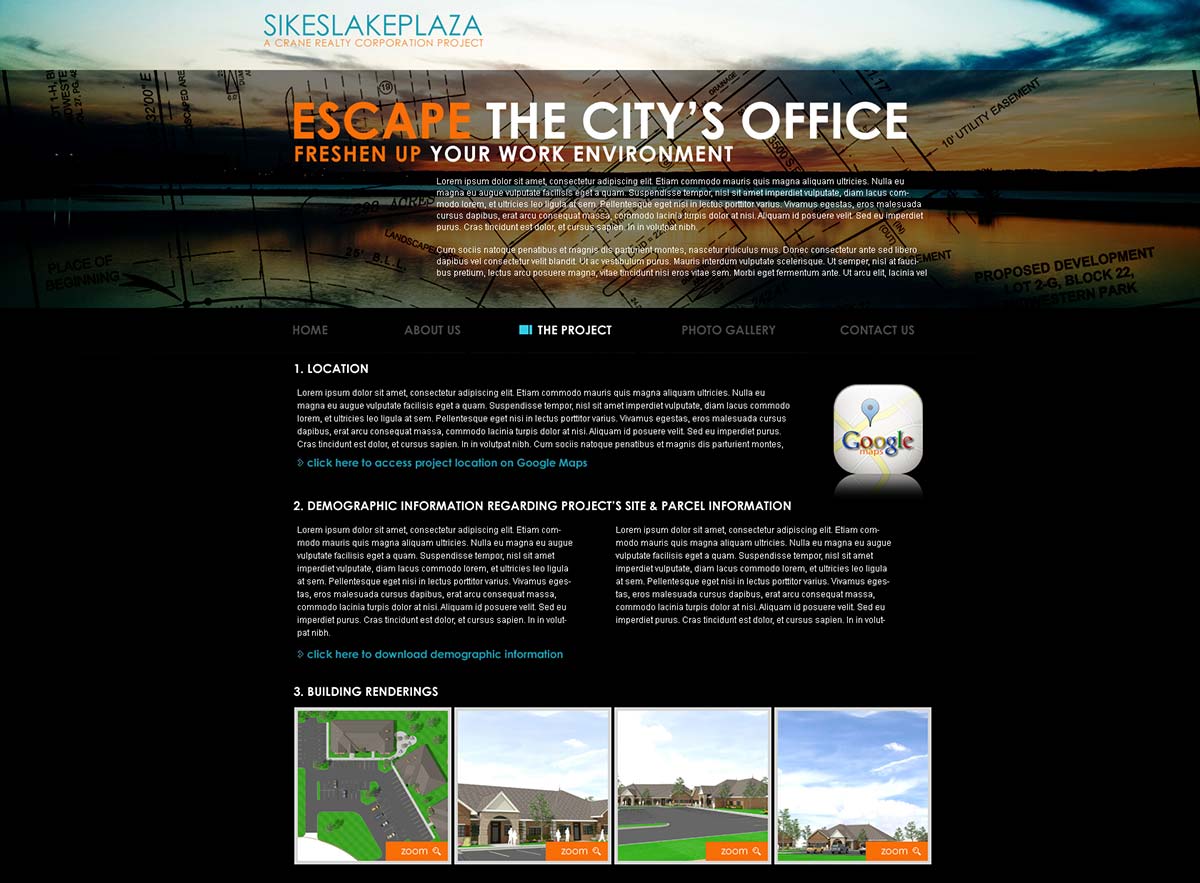 SIKESLAKEPLAZA
A CRANE REALTY CORPORATION PROJECT
ESCAPE THE CITY'S OFFICE
FRESHEN UP YOUR WORK ENVIRONMENT
Lorem ipsum dolor sit amet, consectetur adipiscing elit. Etiam commodo mauris quis magna aliquam ultricies. Nulla eu
magna eu augue vulputate facilisis eget a quam. Suspendisse tempor, nisl sit amet imperdiet vulputate, diam lacus com-
modo lorem, et ultricies leo ligula at sem. Pellentesque eget nisi in lectus porttitor varius. Vivamus egestas, eros malesuada
cursus dapibus, erat arcu consequat massa, commodo lacinia turpis dolor at nisi. Aliquam id posuere velit. Sed eu imperdiet
purus. Cras tincidunt est dolor, et cursus sapien. In in volutpat nibh.
Cum sociis natoque penatibus et magnis dis parturient montes, nascetur ridiculus mus. Donec consectetur ante sed libero
dapibus vel consectetur velit blandit. Ut ac vestibulum purus. Mauris interdum vulputate scelerisque. Ut semper, nisl at fauci-
bus pretium, lectus arcu posuere magna, vitae tincidunt nisi eros vitae sem. Morbi eget fermentum ante. Ut arcu elit, lacinia vel
3200' E
19
DRAINAGE
3500 S
10' UTILITY EASEMENT
ACRES
LANDSCAPE
25' B.L.L.
PLACE OF
BEGINNING
(IN)
(OUT)
PROPOSED DEVELOPMENT
LOT 2-G, BLOCK 22,
HOME
ABOUT US
THE PROJECT
PHOTO GALLERY
CONTACT US
1. LOCATION
Lorem ipsum dolor sit amet, consectetur adipiscing elit. Etiam commodo mauris quis magna aliquam ultricies. Nulla eu
magna eu augue vulputate facilisis eget a quam. Suspendisse tempor, nisl sit amet imperdiet vulputate, diam lacus commodo
lorem, et ultricies leo ligula at sem. Pellentesque eget nisi in lectus porttitor varius. Vivamus egestas, eros malesuada cursus
dapibus, erat arcu consequat massa, commodo lacinia turpis dolor at nisi. Aliquam id posuere velit. Sed eu imperdiet purus.
Cras tincidunt est dolor, et cursus sapien. In in volutpat nibh. Cum sociis natoque penatibus et magnis dis parturient montes,
click here to access project location on Google Maps
Google
maps
2. DEMOGRAPHIC INFORMATION REGARDING PROJECT'S SITE & PARCEL INFORMATION
Lorem ipsum dolor sit amet, consectetur adipiscing elit. Etiam com-
modo mauris quis magna aliquam ultricies. Nulla eu magna eu augue
vulputate facilisis eget a quam. Suspendisse tempor, nisl sit amet
imperdiet vulputate, diam lacus commodo lorem, et ultricies leo ligula
at sem. Pellentesque eget nisi in lectus porttitor varius. Vivamus eges-
tas, eros malesuada cursus dapibus, erat arcu consequat massa,
commodo lacinia turpis dolor at nisi. Aliquam id posuere velit. Sed eu
imperdiet purus. Cras tincidunt est dolor, et cursus sapien. In in volut-
pat nibh.
Lorem ipsum dolor sit amet, consectetur adipiscing elit. Etiam com-
modo mauris quis magna aliquam ultricies. Nulla eu magna eu augue
vulputate facilisis eget a quam. Suspendisse tempor, nisl sit amet
imperdiet vulputate, diam lacus commodo lorem, et ultricies leo ligula
at sem. Pellentesque eget nisi in lectus porttitor varius. Vivamus eges-
tas, eros malesuada cursus dapibus, erat arcu consequat massa,
commodo lacinia turpis dolor at nisi. Aliquam id posuere velit. Sed eu
imperdiet purus. Cras tincidunt est dolor, et cursus sapien. In in volut-
click here to download demographic information
3. BUILDING RENDERINGS
zoom
zoom
zoom
zoom